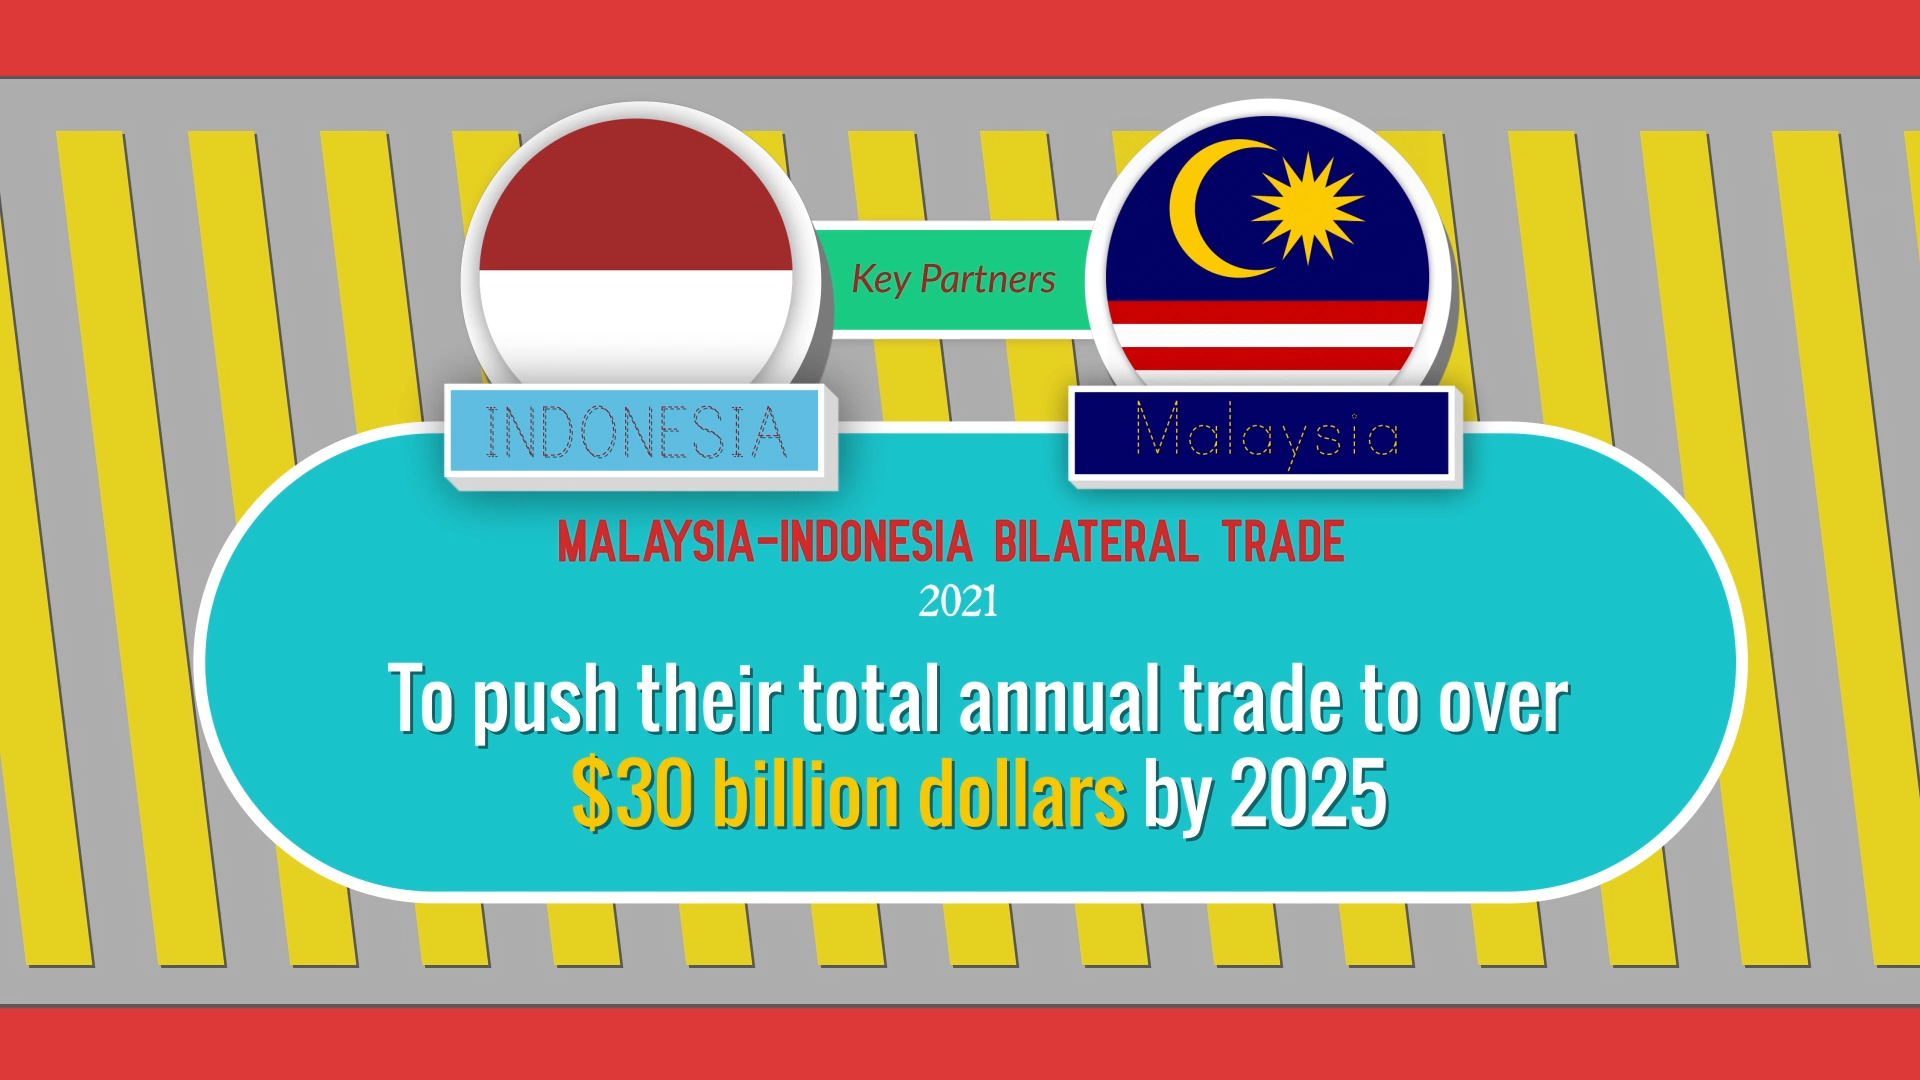 Key Partners
INDONESIA
Malaysia
MALAYSIA-INDONESIA BILATERAL TRADE
2021
To push their total annual trade to over
$30 billion dollars by 2025